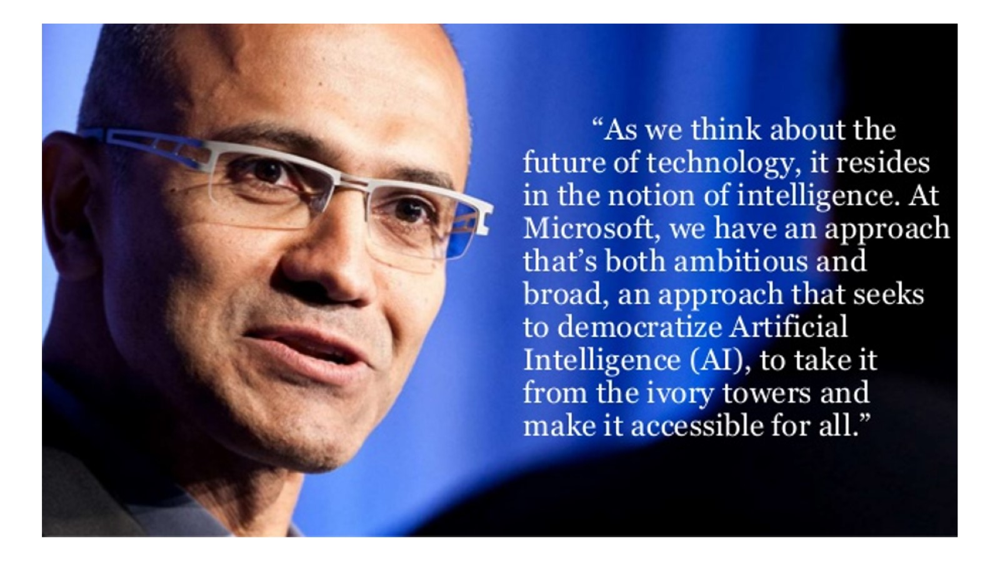 “As we think about the
future of technology, it resides
in the notion of intelligence. At
Microsoft, we have an approach
that’s both ambitious and
broad, an approach that seeks
to democratize Artificial
Intelligence (AI), to take it
from the ivory towers and
make it accessible for all.”